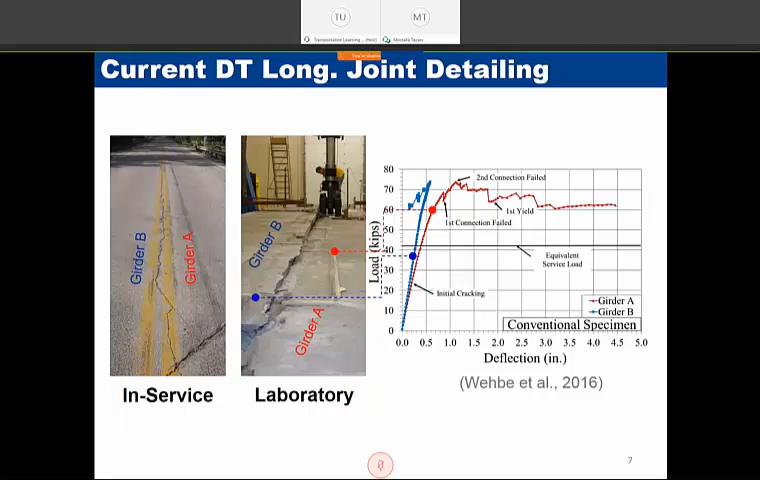 TU
MT
Transportation Learning ... (Host)
Mostafa Tazarv
Current DT Long. Joint Detailing
Girder B
Girder A
Girder B
Girder A
In-Service
Laboratory
80
70
60
50
40
30
20
10
0
Load (kips)
2nd Connection Failed
1st Yield
1st Connection Failed
Equivalent
Service Load
Initial Cracking
Girder A
Girder B
Conventional Specimen
0.0 0.5 1.0 1.5 2.0 2.5 3.0 3.5 4.0 4.5 5.0
Deflection (in.)
(Wehbe et al., 2016)
7